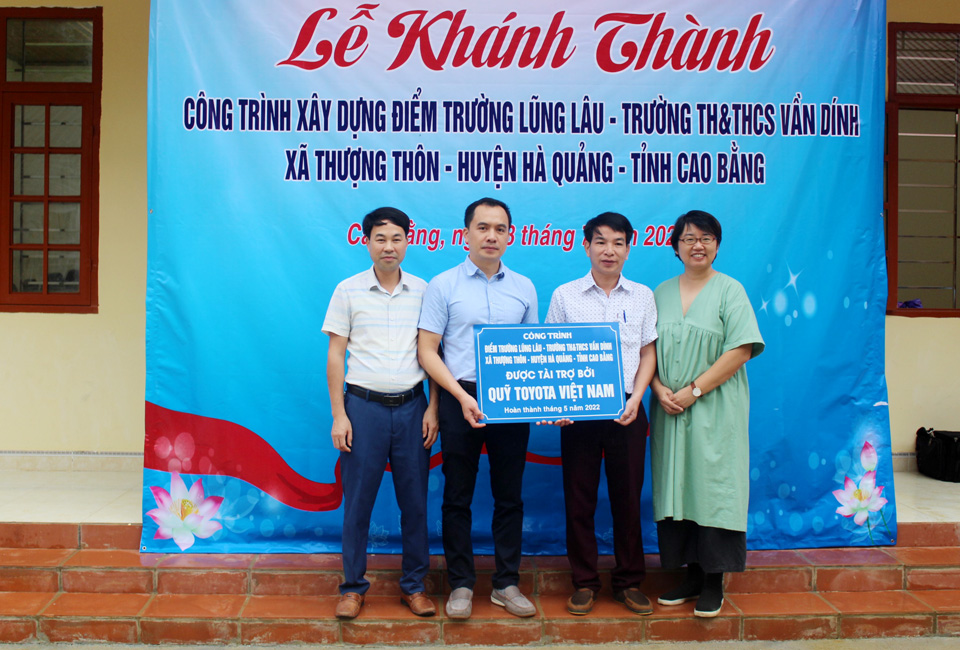 Lễ Khánh Thành
CÔNG TRÌNH XÂY DỰNG ĐIỂM TRƯỜNG LŨNG LÂU - TRƯỜNG TH&THCS VẦN DÍNH
XÃ THƯỢNG THÔN - HUYỆN HÀ QUẢNG - TỈNH CAO BẰNG
tháng
CÔNG TRÌNH
ĐIỂM TRƯỜNG LŨNG LÂU - TRƯỜNG TH&THCS VẦN DÍNH
XÃ THƯỢNG THÔN - HUYỆN HÀ QUẢNG - TỈNH CAO BẰNG
ĐƯỢC TÀI TRỢ BỞI
QUỸ TOYOTA VIỆT NAM
Hoàn thành tháng 5 năm 2022